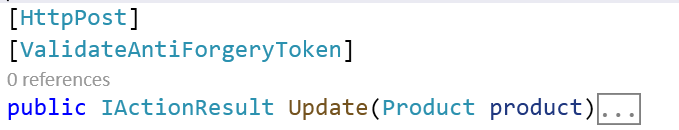 [HttpPost]
[ValidateAntiForgeryToken]
0 references
public IActionResult Update(Product product)...